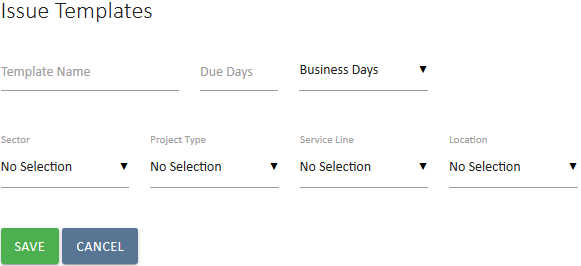 Issue Templates
Template Name Due Days Business Days
Sector Project Type Service Line Location
No Selection No Selection No Selection No Selection
SAVE CANCEL